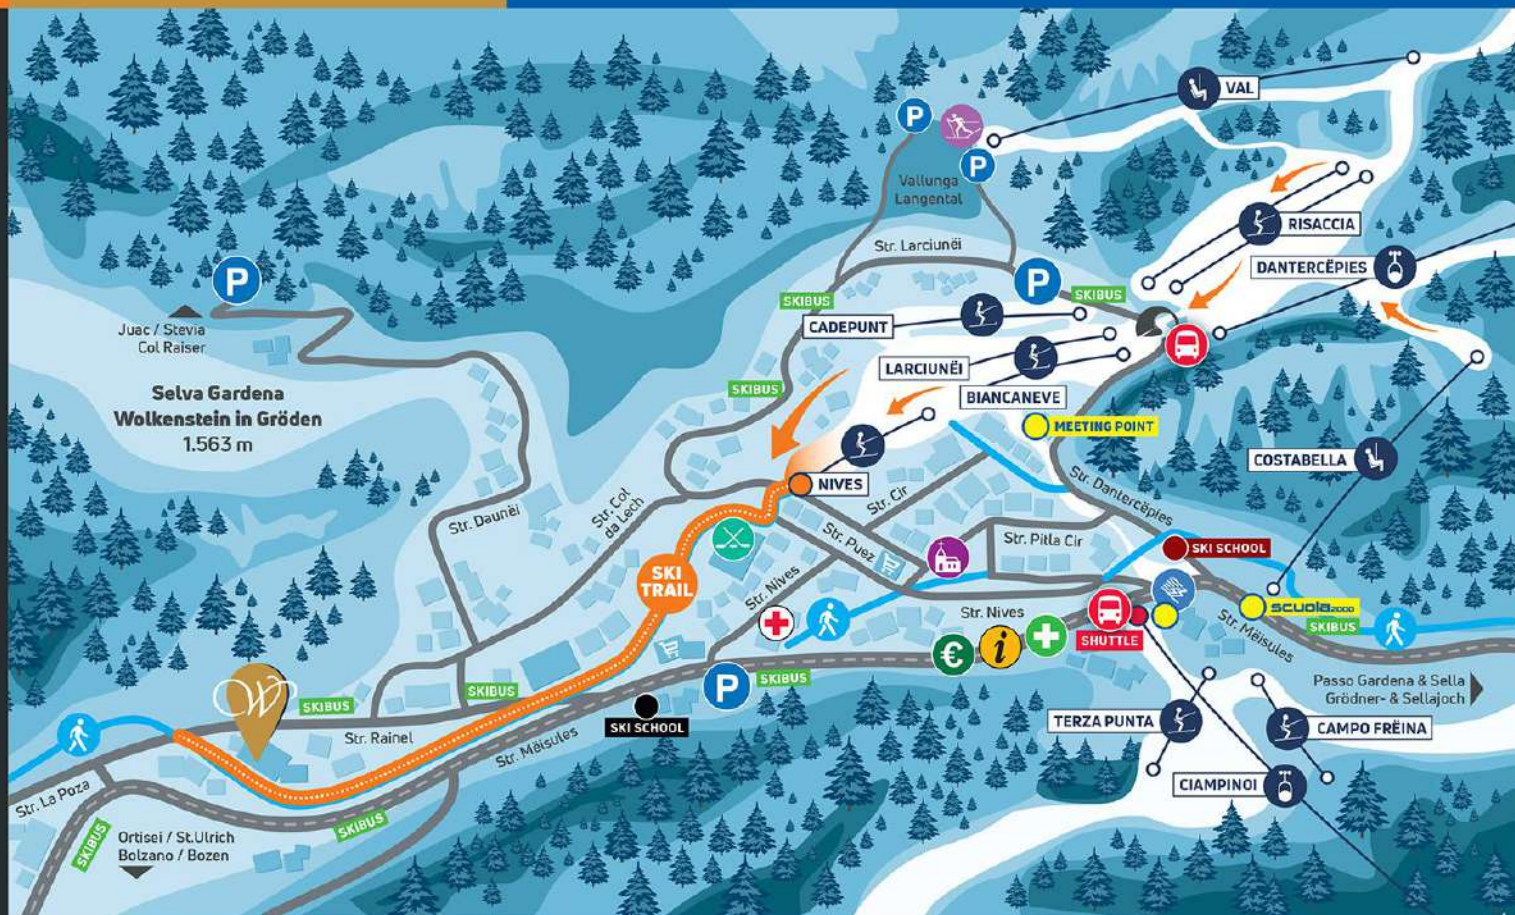 VAL
P
P
Vallunga
Langental
RISACCIA
Str. Larciunëi
DANTERCËPIES
P
P
SKIBUS
SKIBUS
Juac / Stevia
Col Raiser
CADEPUNT
LARCIUNËI
Selva Gardena
Wolkenstein in Gröden
1.563 m
SKIBUS
BIANCANEVE
MEETING POINT
COSTABELLA
NIVES
Str. Dantercëpies
Str. Cir
Str. Daunëi
Str. Col
da Lech
Str. Puez
Str. Pitla Cir
SKI SCHOOL
SKI
TRAIL
Str. Nives
Str. Nives
scuola2000
SKIBUS
Str. Mëisules
SHUTTLE
€
i
P
SKIBUS
Passo Gardena & Sella
Grödner- & Sellajoch
W
SKIBUS
SKIBUS
SKI SCHOOL
TERZA PUNTA
CAMPO FRËINA
Str. Rainel
Str. Mëisules
CIAMPINOI
Str. La Poza
SKIBUS
SKIBUS
Ortisei / St.Ulrich
Bolzano / Bozen